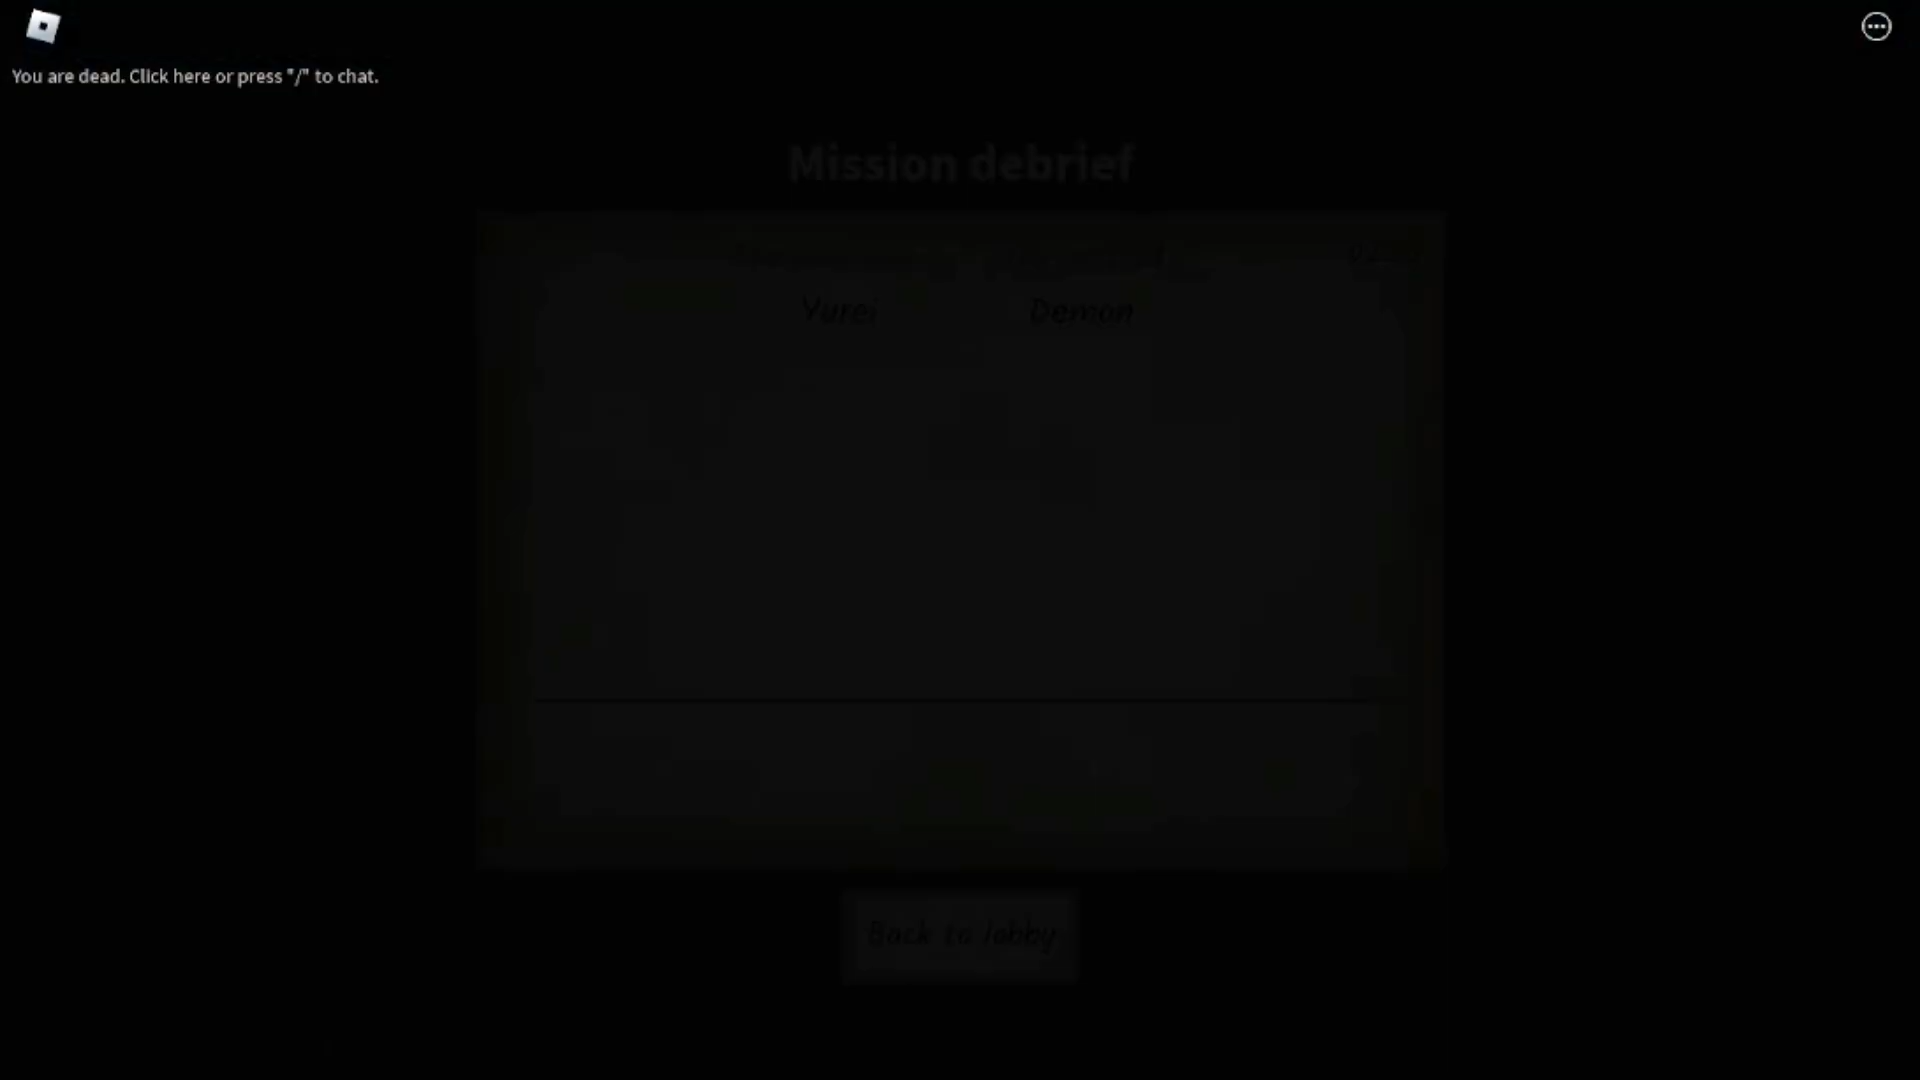 You are dead. Click here or press "/" to chat.
Mission debrief
Yurei Demon
Back to lobby